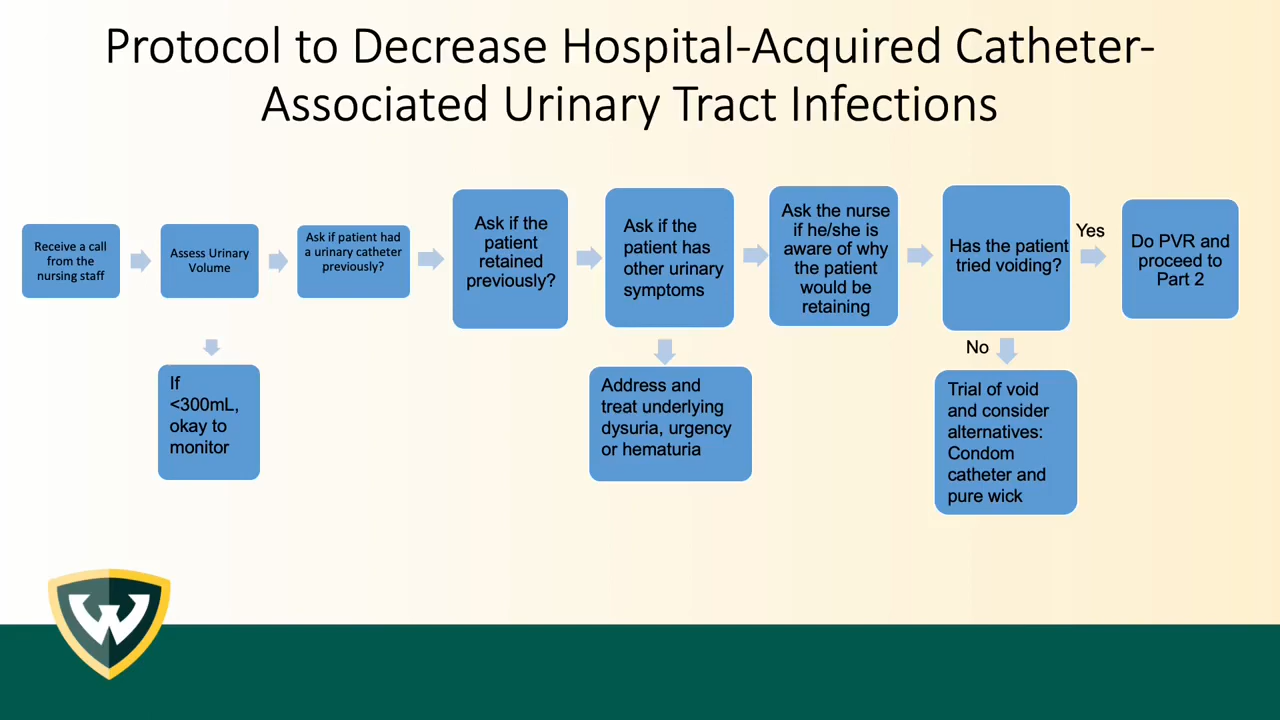 Protocol to Decrease Hospital-Acquired Catheter-
Associated Urinary Tract Infections
Receive a call
from the
nursing staff
Assess Urinary
Volume
Ask if patient had
a urinary catheter
previously?
Ask if the
patient
retained
previously?
Ask if the
patient has
other urinary
symptoms
Ask the nurse
if he/she is
aware of why
the patient
would be
retaining
Has the patient
tried voiding?
Yes
Do PVR and
proceed to
Part 2
If
<300mL,
okay to
monitor
Address and
treat underlying
dysuria, urgency
or hematuria
No
Trial of void
and consider
alternatives:
Condom
catheter and
pure wick
W